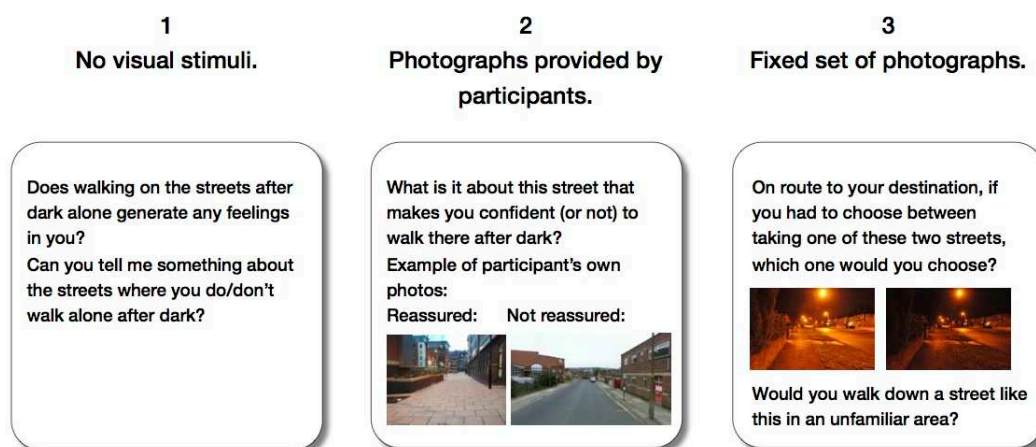 1
No visual stimuli.
Does walking on the streets after
dark alone generate any feelings
in you?
Can you tell me something about
the streets where you do/don't
walk alone after dark?
2
Photographs provided by
participants.
What is it about this street that
makes you confident (or not) to
walk there after dark?
Example of participant's own
photos:
Reassured: Not reassured:
3
Fixed set of photographs.
On route to your destination, if
you had to choose between
taking one of these two streets,
which one would you choose?
Would you walk down a street like
this in an unfamiliar area?